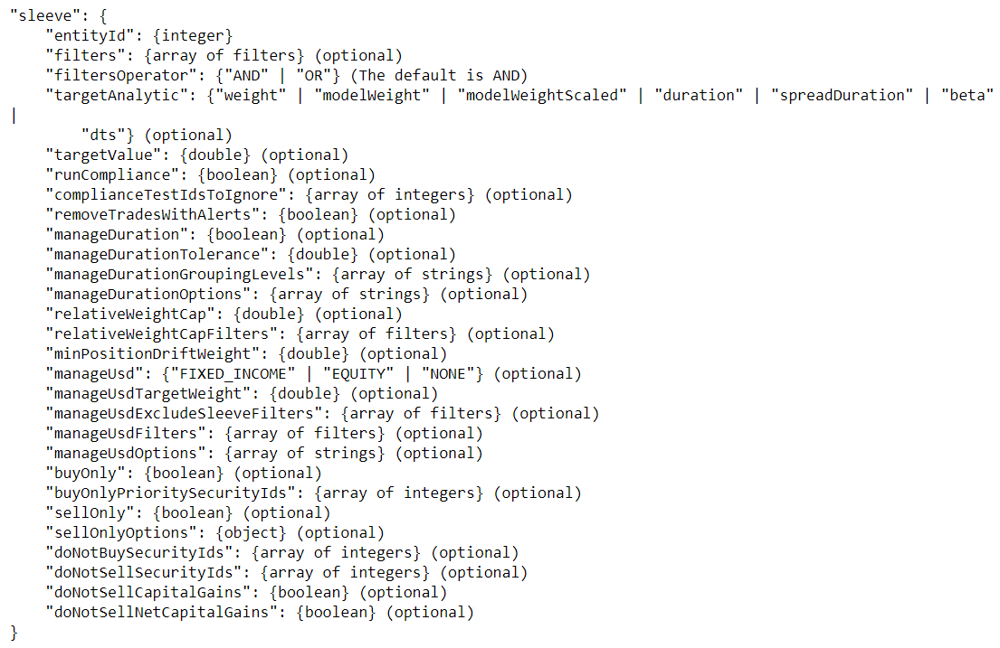 "sleeve": {
    "entityId": {integer}
    "filters": {array of filters} (optional)
    "filtersOperator": {"AND" | "OR"} (The default is AND)
    "targetAnalytic": {"weight" | "modelWeight" | "modelWeightScaled" | "duration" | "spreadDuration" | "beta"
|
        "dts"} (optional)
    "targetValue": {double} (optional)
    "runCompliance": {boolean} (optional)
    "complianceTestIdsToIgnore": {array of integers} (optional)
    "removeTradesWithAlerts": {boolean} (optional)
    "manageDuration": {boolean} (optional)
    "manageDurationTolerance": {double} (optional)
    "manageDurationGroupingLevels": {array of strings} (optional)
    "manageDurationOptions": {array of strings} (optional)
    "relativeWeightCap": {double} (optional)
    "relativeWeightCapFilters": {array of filters} (optional)
    "minPositionDriftWeight": {double} (optional)
    "manageUsd": {"FIXED_INCOME" | "EQUITY" | "NONE"} (optional)
    "manageUsdTargetWeight": {double} (optional)
    "manageUsdExcludeSleeveFilters": {array of filters} (optional)
    "manageUsdFilters": {array of filters} (optional)
    "manageUsdOptions": {array of strings} (optional)
    "buyOnly": {boolean} (optional)
    "buyOnlyPrioritySecurityIds": {array of integers} (optional)
    "sellOnly": {boolean} (optional)
    "sellOnlyOptions": {object} (optional)
    "doNotBuySecurityIds": {array of integers} (optional)
    "doNotSellSecurityIds": {array of integers} (optional)
    "doNotSellCapitalGains": {boolean} (optional)
    "doNotSellNetCapitalGains": {boolean} (optional)
}